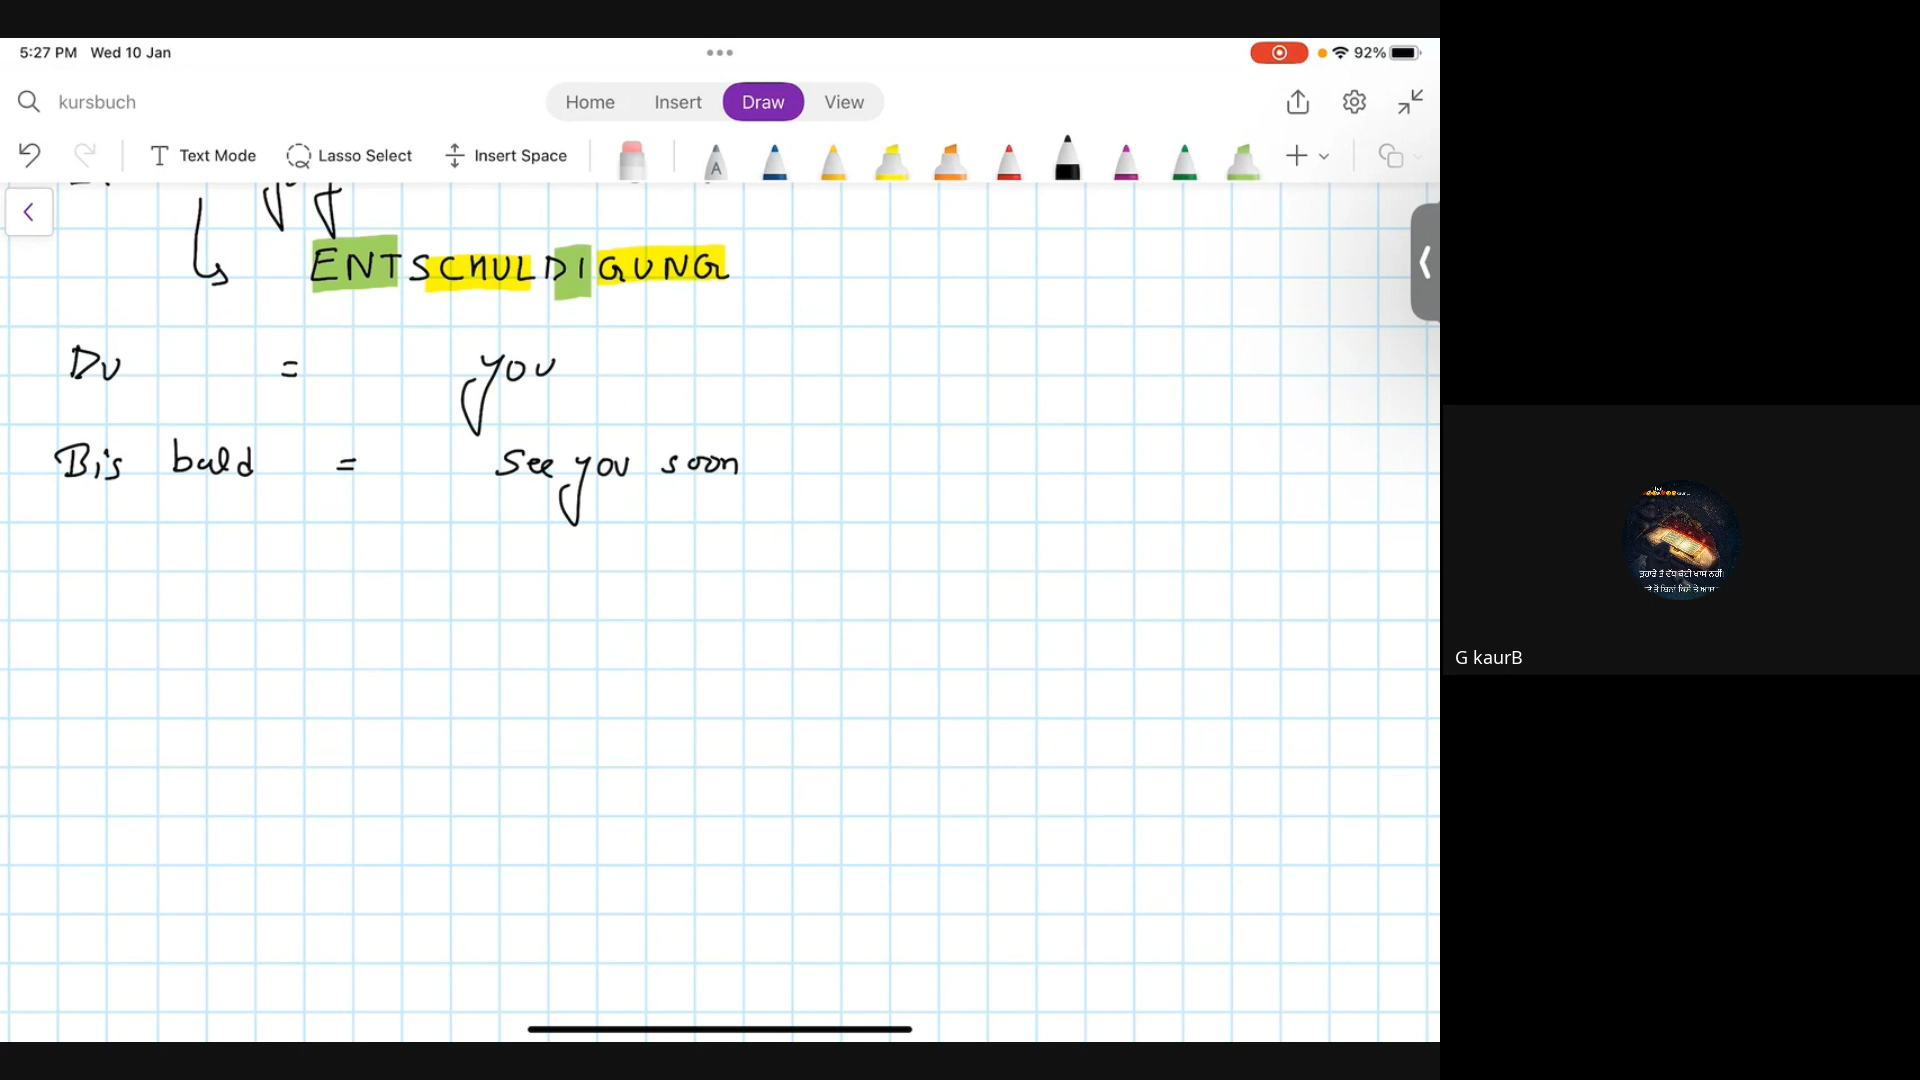 5:27 PM Wed 10 Jan
92%
kursbuch
Home Insert Draw View
Text Mode Lasso Select Insert Space
A
ENTSCHULDIGUNG
Du = you
Bis bald = See you soon
G kaurB